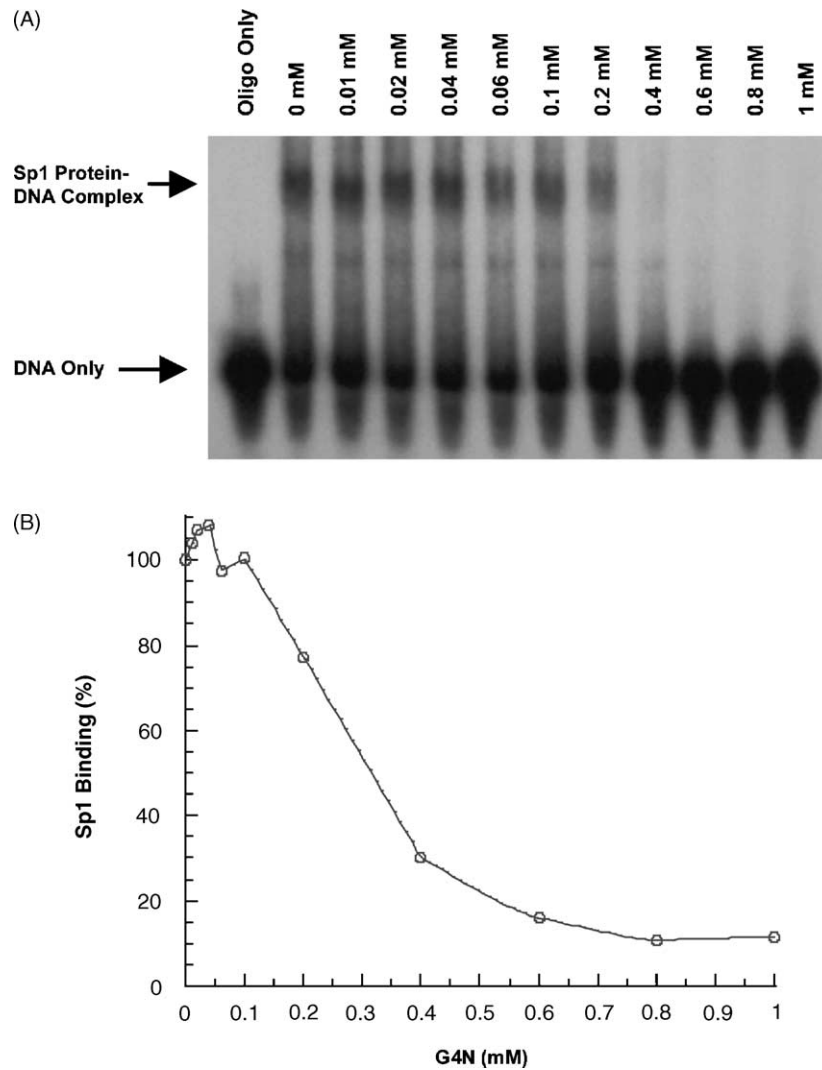 (A)
Oligo Only
0 mM
0.01 mM
0.02 mM
0.04 mM
0.06 mM
0.1 mM
0.2 mM
0.4 mM
0.6 mM
0.8 mM
1 mM
Sp1 Protein-
DNA Complex
DNA Only
(B)
100
80
60
40
20
0
Sp1 Binding (%)
0 0.1 0.2 0.3 0.4 0.5 0.6 0.7 0.8 0.9 1
G4N (mM)